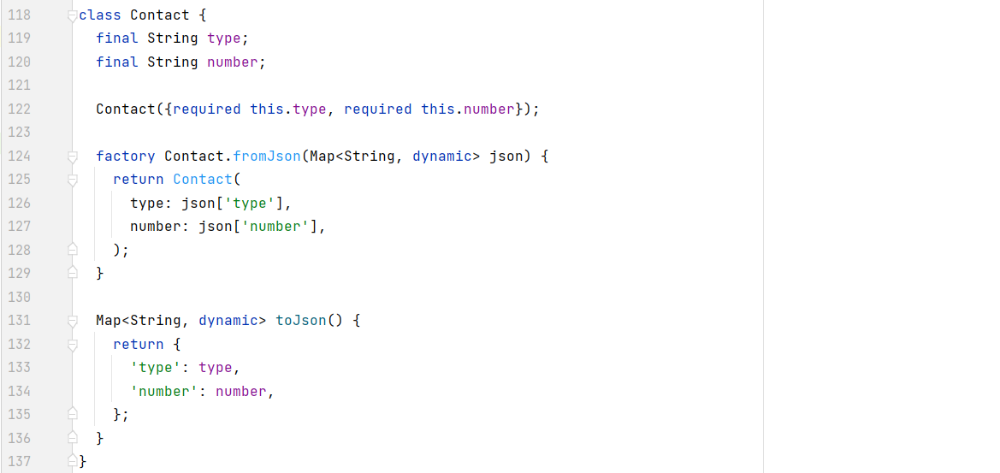 118 class Contact {
119   final String type;
120   final String number;
121
122   Contact({required this.type, required this.number});
123
124   factory Contact.fromJson(Map<String, dynamic> json) {
125     return Contact(
126       type: json['type'],
127       number: json['number'],
128     );
129   }
130
131   Map<String, dynamic> toJson() {
132     return {
133       'type': type,
134       'number': number,
135     };
136   }
137 }